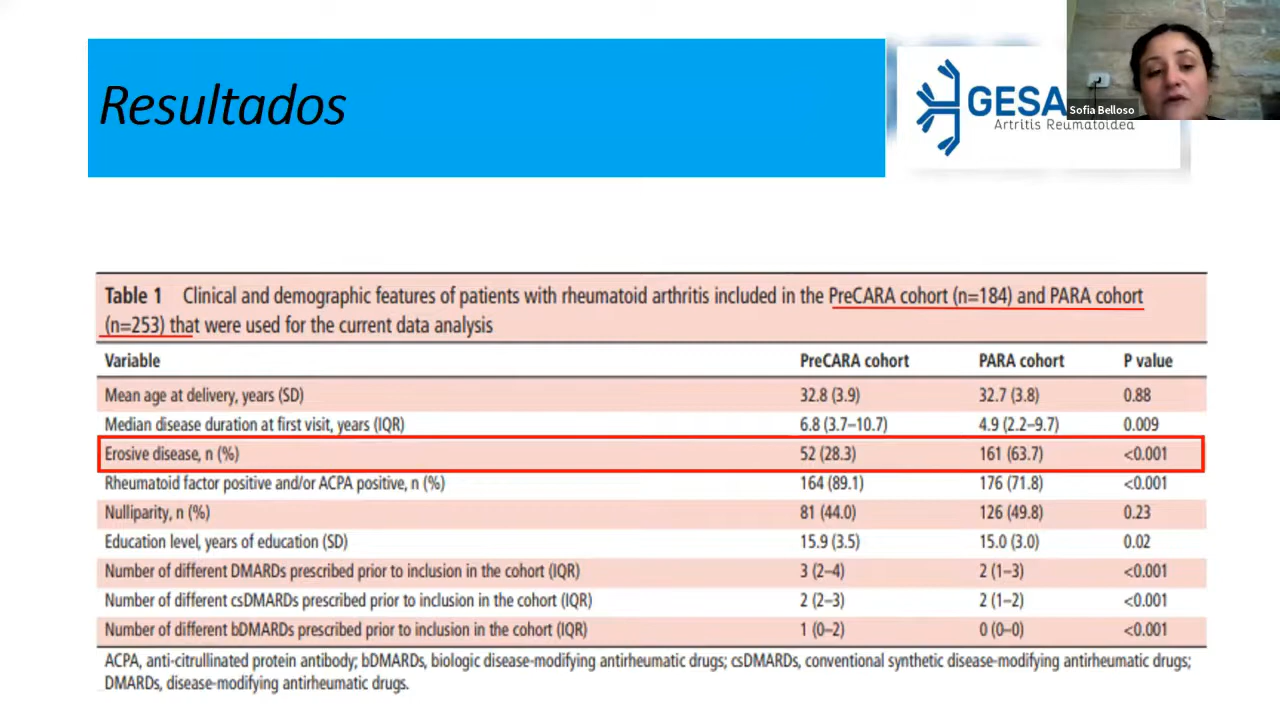 Resultados
GESA
Artritis Reumatoidea
Sofia Belloso
Table 1 Clinical and demographic features of patients with rheumatoid arthritis included in the PreCARA cohort (n=184) and PARA cohort
(n=253) that were used for the current data analysis
Variable PreCARA cohort PARA cohort P value
Mean age at delivery, years (SD) 32.8 (3.9) 32.7 (3.8) 0.88
Median disease duration at first visit, years (IQR) 6.8 (3.7–10.7) 4.9 (2.2–9.7) 0.009
Erosive disease, n (%) 52 (28.3) 161 (63.7) <0.001
Rheumatoid factor positive and/or ACPA positive, n (%) 164 (89.1) 176 (71.8) <0.001
Nulliparity, n (%) 81 (44.0) 126 (49.8) 0.23
Education level, years of education (SD) 15.9 (3.5) 15.0 (3.0) 0.02
Number of different DMARDs prescribed prior to inclusion in the cohort (IQR) 3 (2–4) 2 (1–3) <0.001
Number of different csDMARDs prescribed prior to inclusion in the cohort (IQR) 2 (2–3) 2 (1–2) <0.001
Number of different bDMARDs prescribed prior to inclusion in the cohort (IQR) 1 (0–2) 0 (0–0) <0.001
ACPA, anti-citrullinated protein antibody; bDMARDs, biologic disease-modifying antirheumatic drugs; csDMARDs, conventional synthetic disease-modifying antirheumatic drugs;
DMARDs, disease-modifying antirheumatic drugs.